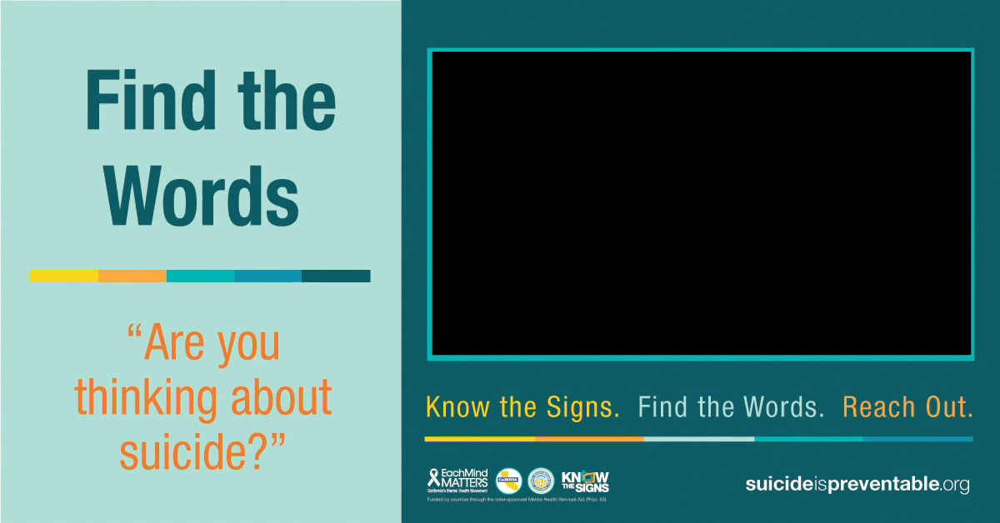 Find the
Words
“Are you
thinking about
suicide?”
Know the Signs. Find the Words. Reach Out.
EachMind
MATTERS
California's Mental Health Movement
CalMHSA
KNOW
THE SIGNS
Funded by counties through the voter-approved Mental Health Services Act (Prop. 63).
suicideispreventable.org